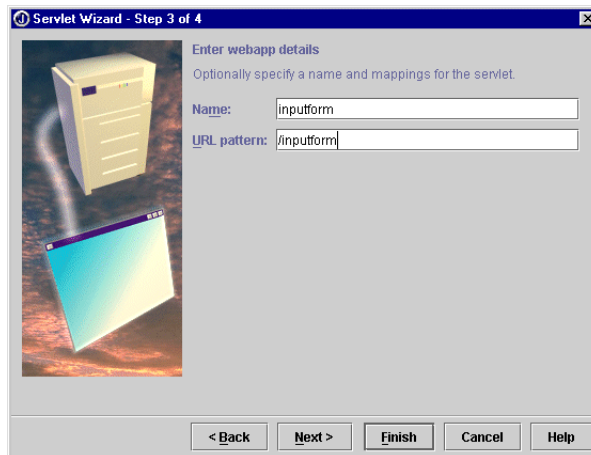 Servlet Wizard - Step 3 of 4
Enter webapp details
Optionally specify a name and mappings for the servlet.
Name: inputform
URL pattern: /inputform
< Back Next > Finish Cancel Help